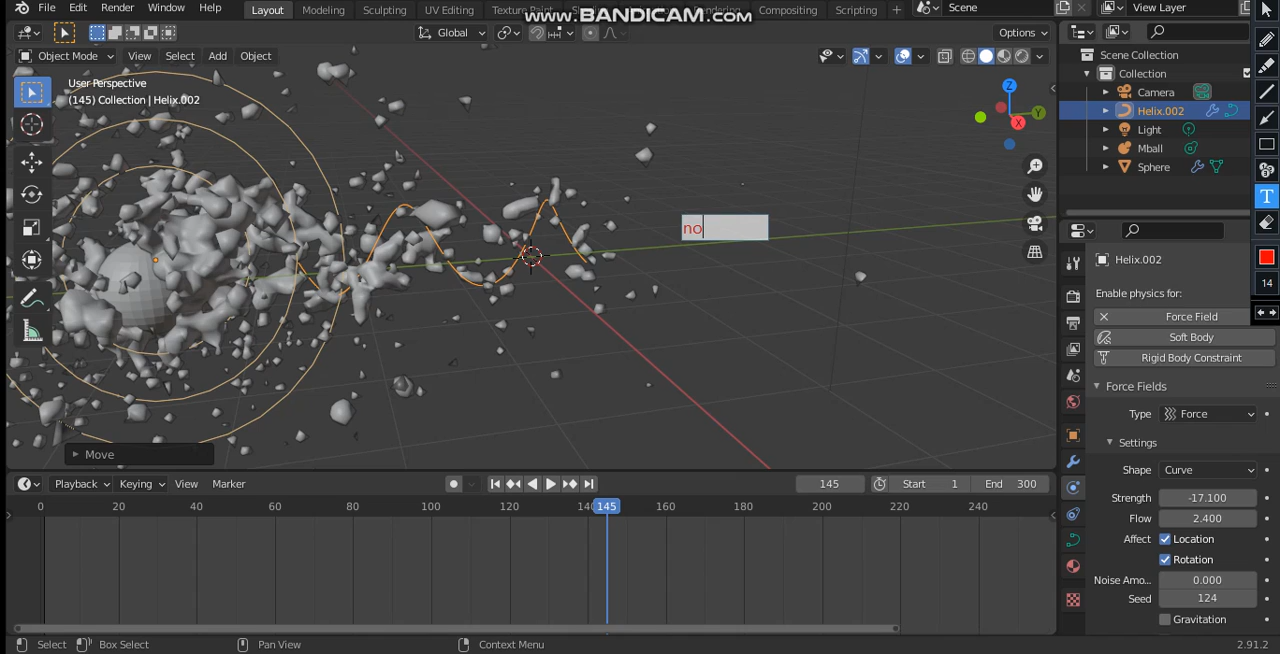 File Edit Render Window Help Layout Modeling Sculpting UV Editing Texture Paint Compositing Scripting + Scene View Layer
www.BANDICAM.com
Global Options
Object Mode View Select Add Object
User Perspective
(145) Collection | Helix.002
Z
Y
X
no
Move
Scene Collection
Collection
Camera
Helix.002
Light
Mball
Sphere
Helix.002
Enable physics for:
Force Field
Soft Body
Rigid Body Constraint
Force Fields
Type Force
Settings
Shape Curve
Strength -17.100
Flow 2.400
Affect Location
Rotation
Noise Amo... 0.000
Seed 124
Gravitation
T
14
Playback Keying View Marker 145 Start 1 End 300
0 20 40 60 80 100 120 145 160 180 200 220 240
Select Box Select Pan View Context Menu 2.91.2